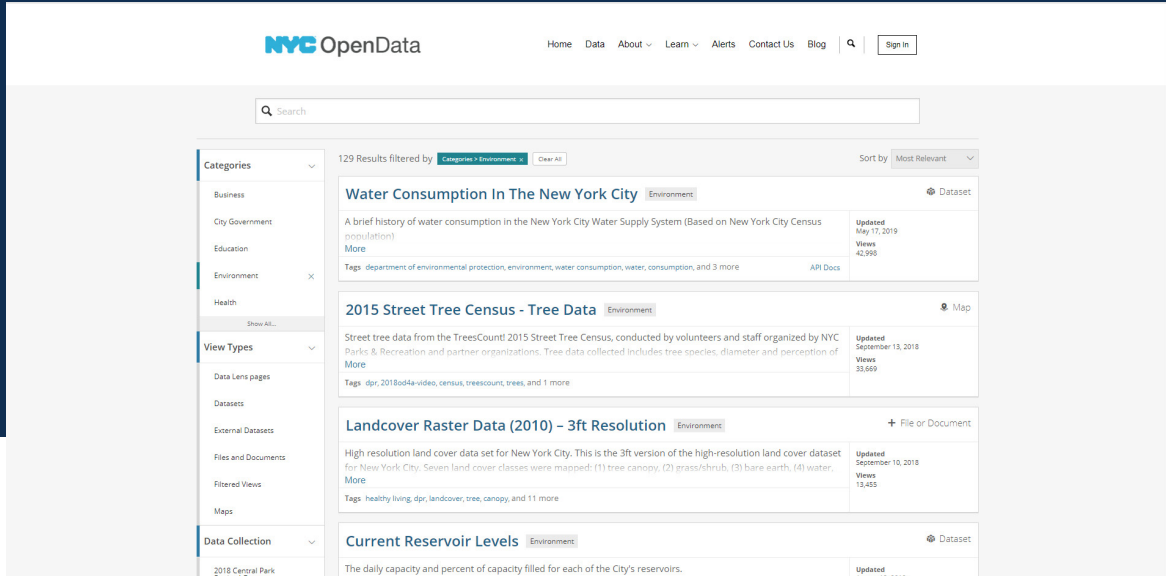 NYC OpenData
Home Data About Learn Alerts Contact Us Blog Sign In
Search
Categories
Business
City Government
Education
Environment ×
Health
Show All...
View Types
Data Lens pages
Datasets
External Datasets
Files and Documents
Filtered Views
Maps
Data Collection
2018 Central Park
129 Results filtered by Categories > Environment × Clear All
Sort by Most Relevant
Water Consumption In The New York City Environment
Dataset
A brief history of water consumption in the New York City Water Supply System (Based on New York City Census
population)
More
Tags department of environmental protection, environment, water consumption, water, consumption, and 3 more API Docs
Updated
May 17, 2019
Views
42,998
2015 Street Tree Census - Tree Data Environment
Map
Street tree data from the TreesCount! 2015 Street Tree Census, conducted by volunteers and staff organized by NYC
Parks & Recreation and partner organizations. Tree data collected includes tree species, diameter and perception of
More
Tags dpr, 2018od4a-video, census, treescount, trees, and 1 more
Updated
September 13, 2018
Views
33,669
Landcover Raster Data (2010) – 3ft Resolution Environment
+ File or Document
High resolution land cover data set for New York City. This is the 3ft version of the high-resolution land cover dataset
for New York City. Seven land cover classes were mapped: (1) tree canopy, (2) grass/shrub, (3) bare earth, (4) water,
More
Tags healthy living, dpr, landcover, tree, canopy, and 11 more
Updated
September 10, 2018
Views
13,455
Current Reservoir Levels Environment
Dataset
The daily capacity and percent of capacity filled for each of the City's reservoirs.
Updated